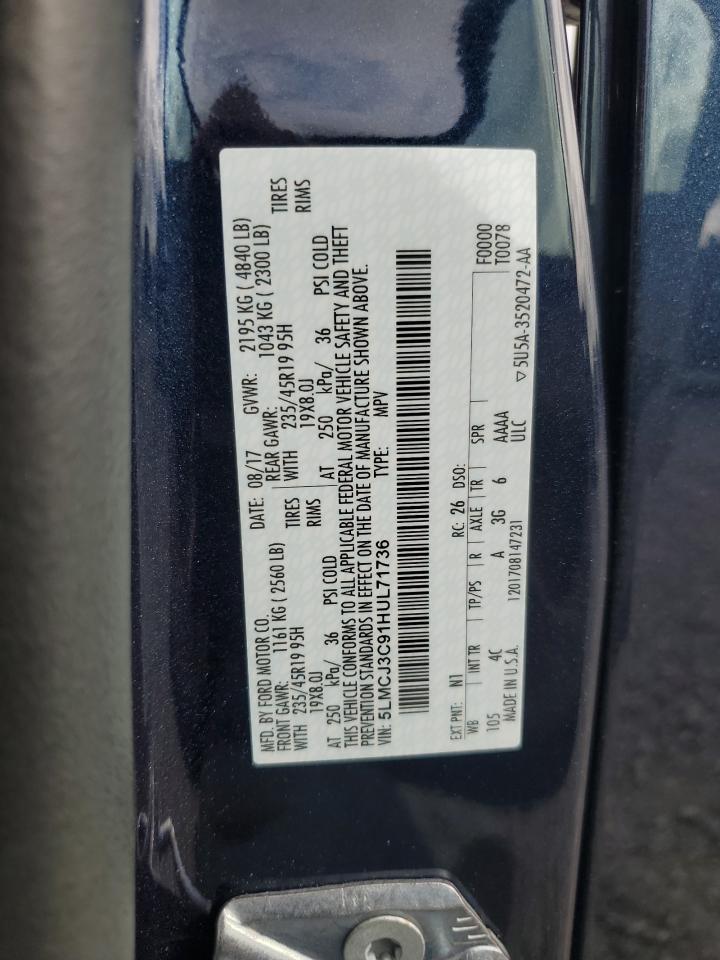 MFD. BY FORD MOTOR CO. DATE: 08/17 GVWR: 2195 KG ( 4840 LB)
FRONT GAWR: 1161 KG ( 2560 LB) REAR GAWR: 1043 KG ( 2300 LB)
WITH 235/45R19 95H TIRES WITH 235/45R19 95H TIRES
19X8.0J RIMS 19X8.0J RIMS
AT 250 kPa/ 36 PSI COLD AT 250 kPa/ 36 PSI COLD
THIS VEHICLE CONFORMS TO ALL APPLICABLE FEDERAL MOTOR VEHICLE SAFETY AND THEFT
PREVENTION STANDARDS IN EFFECT ON THE DATE OF MANUFACTURE SHOWN ABOVE.
VIN: 5LMCJ3C91HUL71736 TYPE: MPV
EXT PNT: N1 RC: 26 DSO: F0000
WB INT TR TP/PS R AXLE TR SPR T0078
105 4C A 3G 6 AAAA
MADE IN U.S.A. 1201708147231 ULC ▽5U5A-3520472-AA